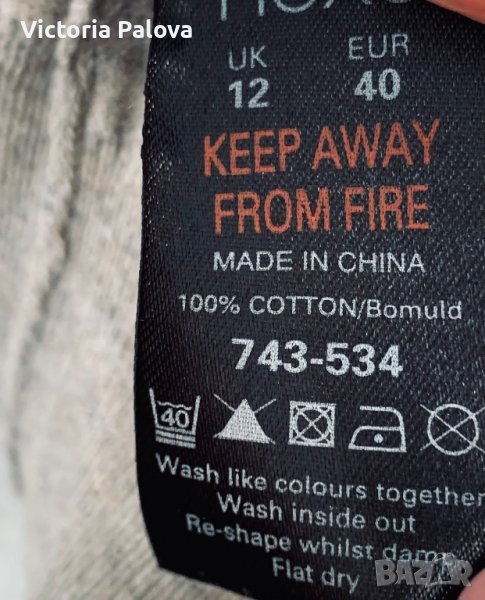 Victoria Palova
UK EUR
12 40
KEEP AWAY
FROM FIRE
MADE IN CHINA
100% COTTON/Bomuld
743-534
40
Wash like colours together
Wash inside out
Re-shape whilst damp
Flat dry
BAZAR